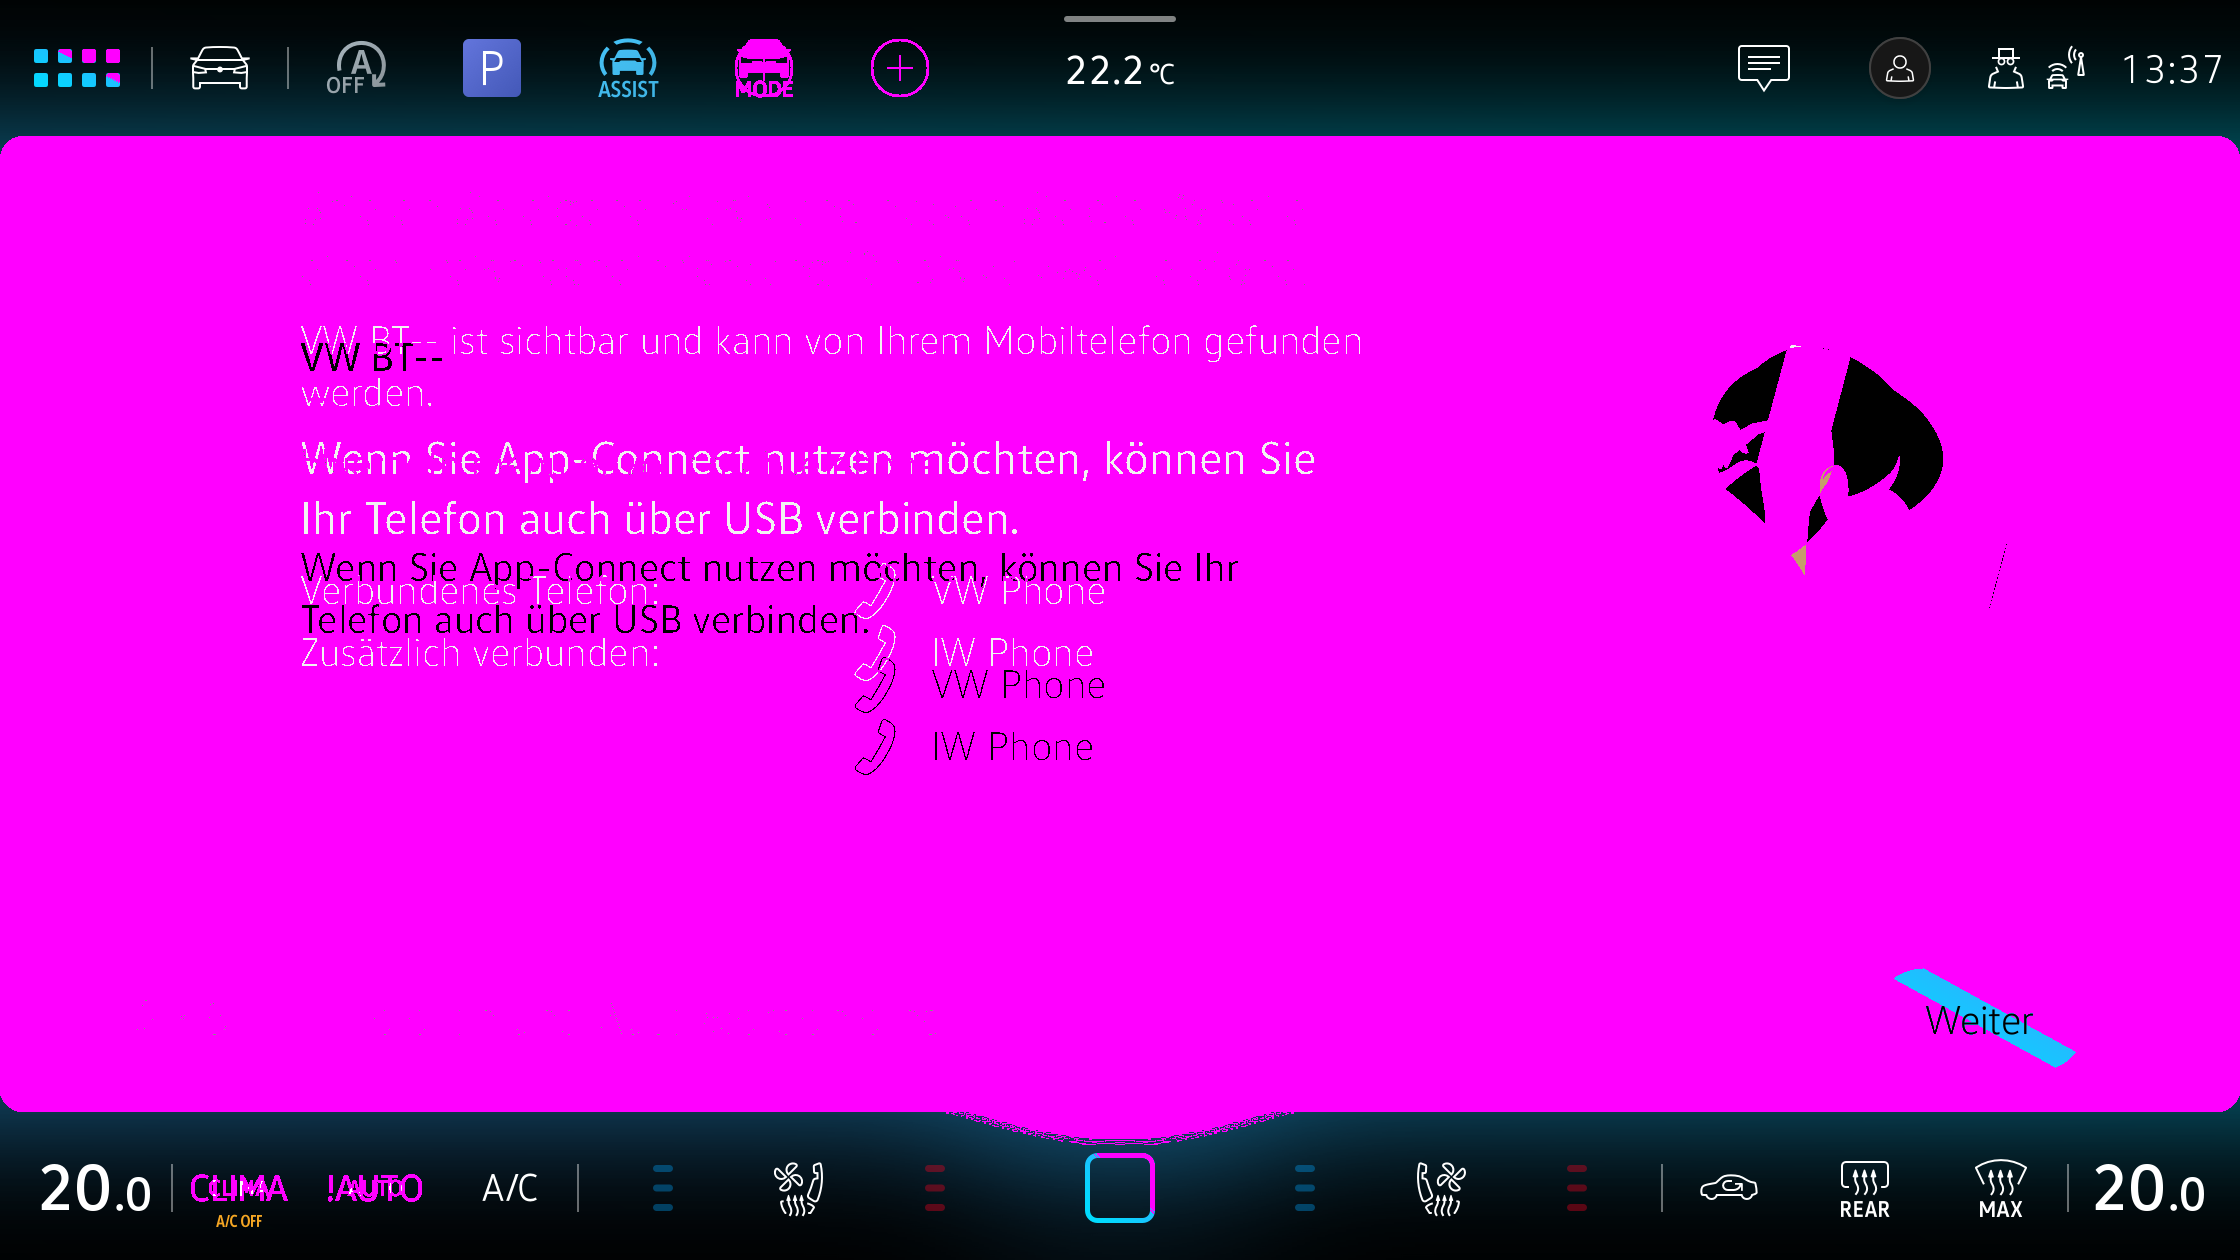 OFF A P ASSIST MODE 22.2 °C 13:37
VW BT-- ist sichtbar und kann von Ihrem Mobiltelefon gefunden
VW BT--
werden.
Wenn Sie App-Connect nutzen möchten, können Sie
Ihr Telefon auch über USB verbinden.
Wenn Sie App-Connect nutzen möchten, können Sie Ihr
Verbundenes Telefon: VW Phone
Telefon auch über USB verbinden.
Zusätzlich verbunden: IW Phone
VW Phone
IW Phone
Weiter
20.0 CLIMA !AUTO A/C REAR MAX 20.0
A/C OFF